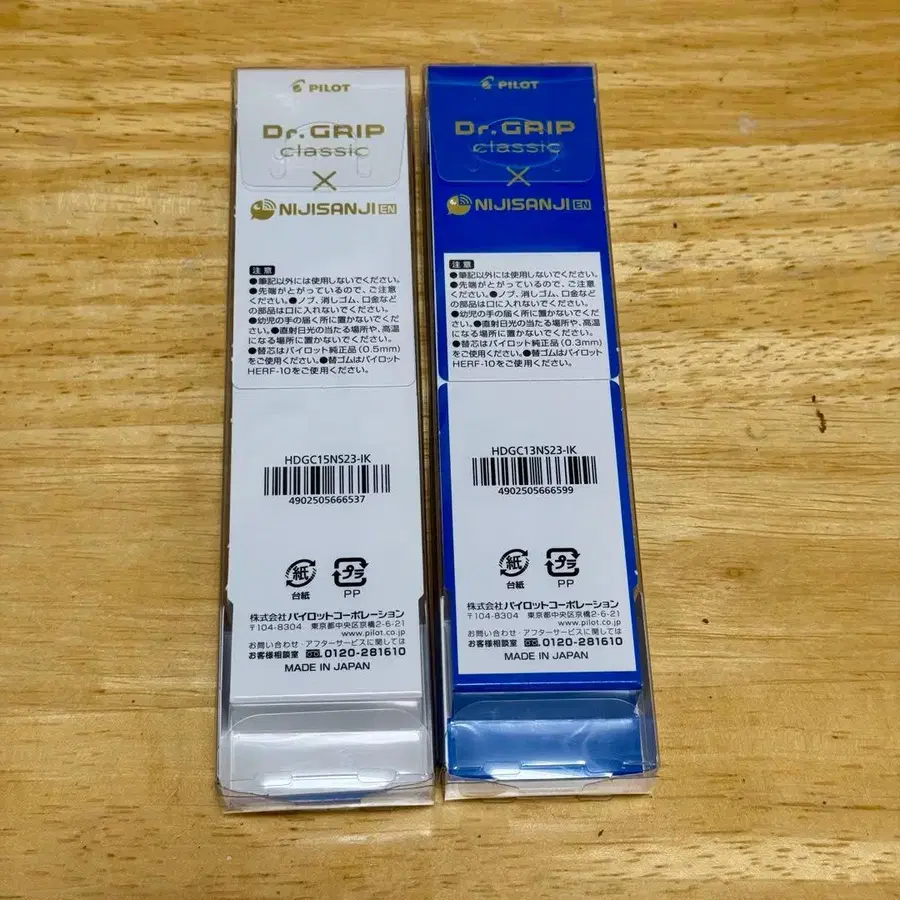 PILOT
Dr. GRIP
classic
×
NIJISANJI EN
注意
●筆記以外には使用しないでください。
●先端がとがっているので、ご注意
ください。●ノブ、消しゴム、口金など
の部品は口に入れないでください。
●幼児の手の届く所に置かないでくだ
さい。●直射日光の当たる場所や、高温
になる場所に置かないでください。
●替芯はパイロット純正品(0.5mm)
をご使用ください。●替ゴムはパイロット
HERF-10をご使用ください。
HDGC15NS23-IK
4902505666537
紙
台紙
プラ
PP
株式会社パイロットコーポレーション
〒104-8304 東京都中央区京橋2-6-21
www.pilot.co.jp
お問い合わせ・アフターサービスに関しては
お客様相談室 0120-281610
MADE IN JAPAN
PILOT
Dr. GRIP
classic
×
NIJISANJI EN
注意
●筆記以外には使用しないでください。
●先端がとがっているので、ご注意
ください。●ノブ、消しゴム、口金など
の部品は口に入れないでください。
●幼児の手の届く所に置かないでくだ
さい。●直射日光の当たる場所や、高温
になる場所に置かないでください。
●替芯はパイロット純正品(0.3mm)
をご使用ください。●替ゴムはパイロット
HERF-10をご使用ください。
HDGC13NS23-IK
4902505666599
紙
台紙
プラ
PP
株式会社パイロットコーポレーション
〒104-8304 東京都中央区京橋2-6-21
www.pilot.co.jp
お問い合わせ・アフターサービスに関しては
お客様相談室 0120-281610
MADE IN JAPAN